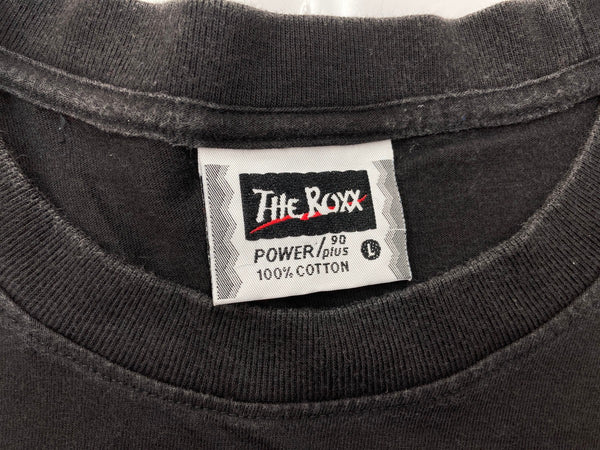 THE ROXX
POWER/90 plus L
100% COTTON